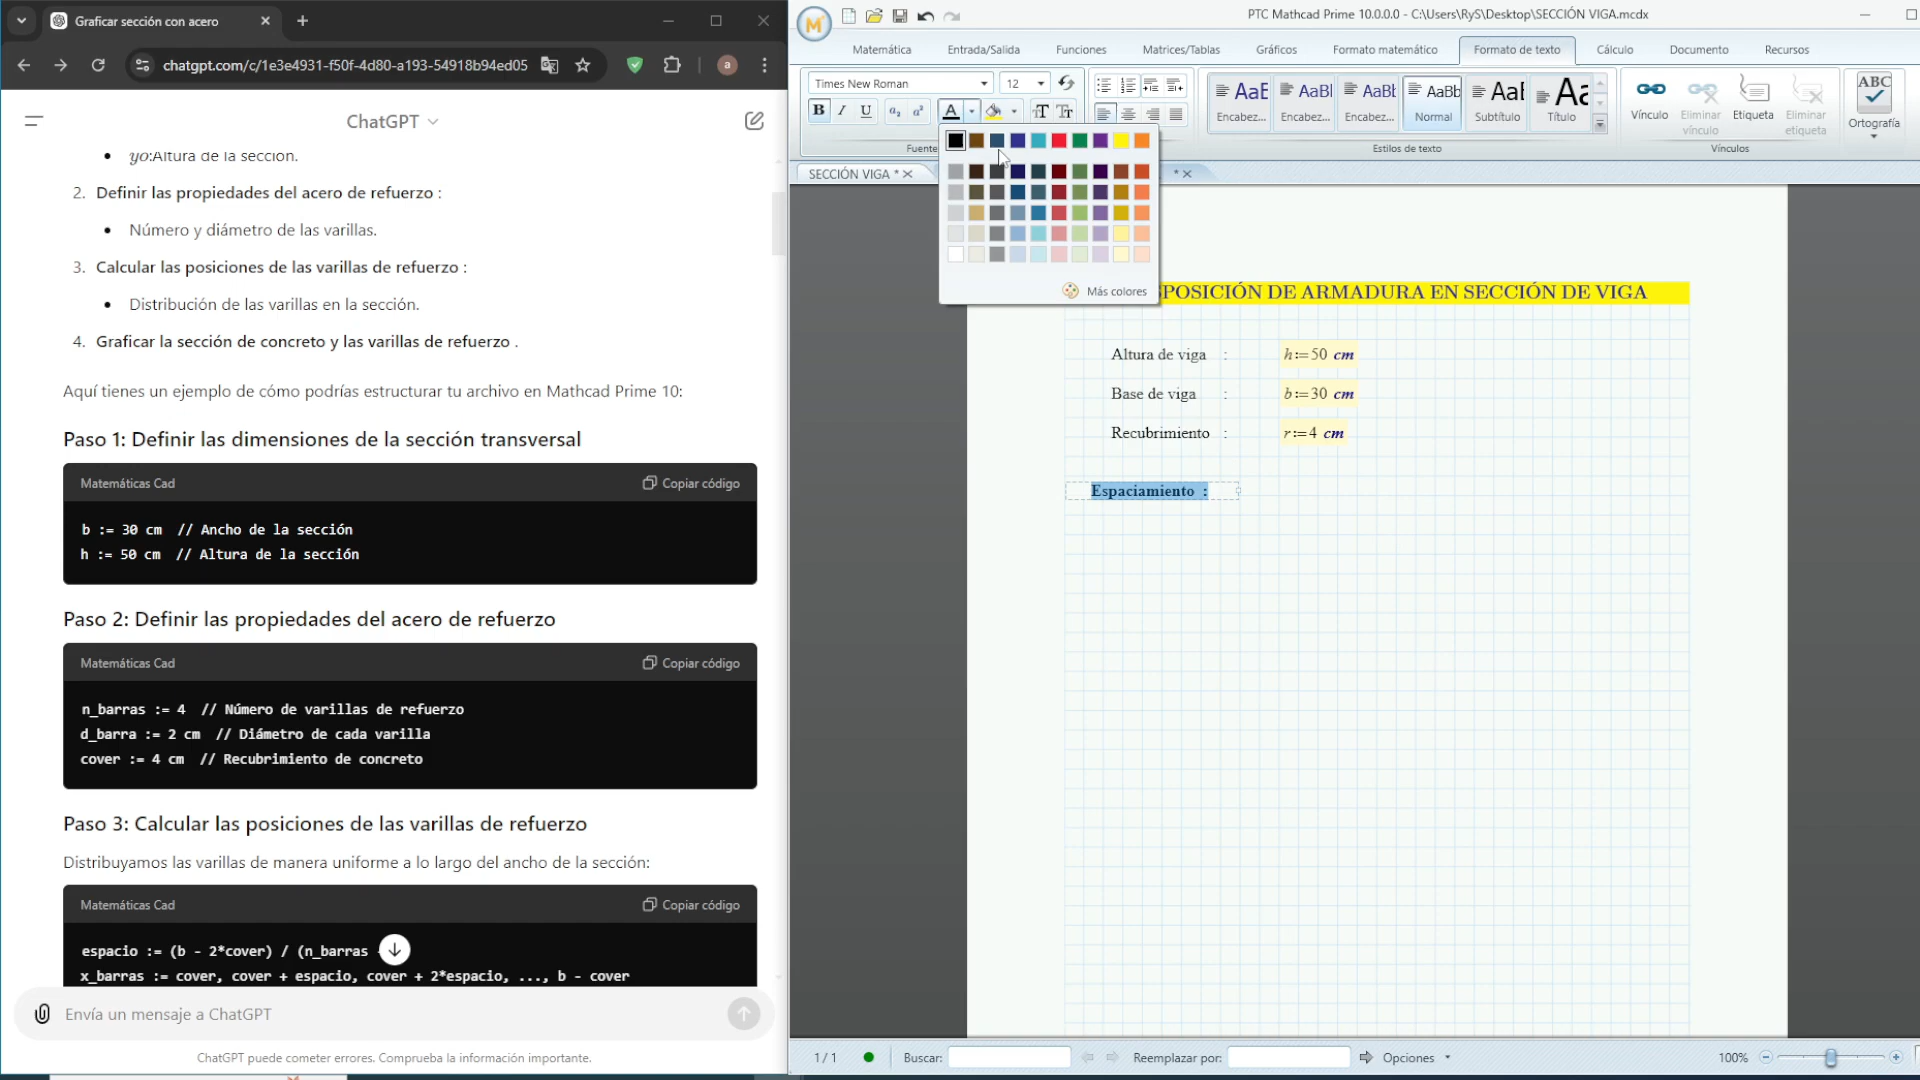 Graficar sección con acero
chatgpt.com/c/1e3e4931-f50f-4d80-a193-54918b94ed05
a
ChatGPT
yo:Altura de la sección.
2. Definir las propiedades del acero de refuerzo :
Número y diámetro de las varillas.
3. Calcular las posiciones de las varillas de refuerzo :
Distribución de las varillas en la sección.
4. Graficar la sección de concreto y las varillas de refuerzo .
Aquí tienes un ejemplo de cómo podrías estructurar tu archivo en Mathcad Prime 10:
Paso 1: Definir las dimensiones de la sección transversal
Matemáticas Cad
Copiar código
b := 30 cm // Ancho de la sección
h := 50 cm // Altura de la sección
Paso 2: Definir las propiedades del acero de refuerzo
Matemáticas Cad
Copiar código
n_barras := 4 // Número de varillas de refuerzo
d_barra := 2 cm // Diámetro de cada varilla
cover := 4 cm // Recubrimiento de concreto
Paso 3: Calcular las posiciones de las varillas de refuerzo
Distribuyamos las varillas de manera uniforme a lo largo del ancho de la sección:
Matemáticas Cad
Copiar código
espacio := (b - 2*cover) / (n_barras
x_barras := cover, cover + espacio, cover + 2*espacio, ..., b - cover
Envía un mensaje a ChatGPT
ChatGPT puede cometer errores. Comprueba la información importante.
PTC Mathcad Prime 10.0.0.0 - C:\Users\RyS\Desktop\SECCIÓN VIGA.mcdx
Matemática Entrada/Salida Funciones Matrices/Tablas Gráficos Formato matemático Formato de texto Cálculo Documento Recursos
Times New Roman 12
AaBb AaBb AaBb AaBb AaBb Aa
Encabez... Encabez... Encabez... Normal Subtítulo Título
Vínculo Eliminar vínculo Etiqueta Eliminar etiqueta
ABC
Ortografía
Fuente
Estilos de texto
Vínculos
SECCIÓN VIGA *
Más colores
SPOSICIÓN DE ARMADURA EN SECCIÓN DE VIGA
Altura de viga : h:=50 cm
Base de viga : b:=30 cm
Recubrimiento : r:=4 cm
Espaciamiento :
1 / 1 Buscar: Reemplazar por: Opciones 100%